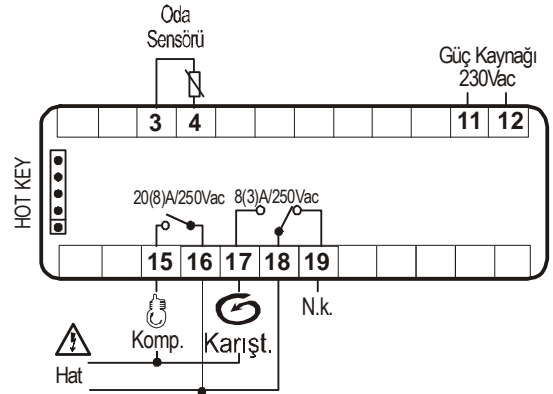 Oda
Sensörü
Güç Kaynağı
230Vac
3 4 11 12
HOT KEY
20(8)A/250Vac 8(3)A/250Vac
15 16 17 18 19
Komp. Karışt. N.k.
Hat